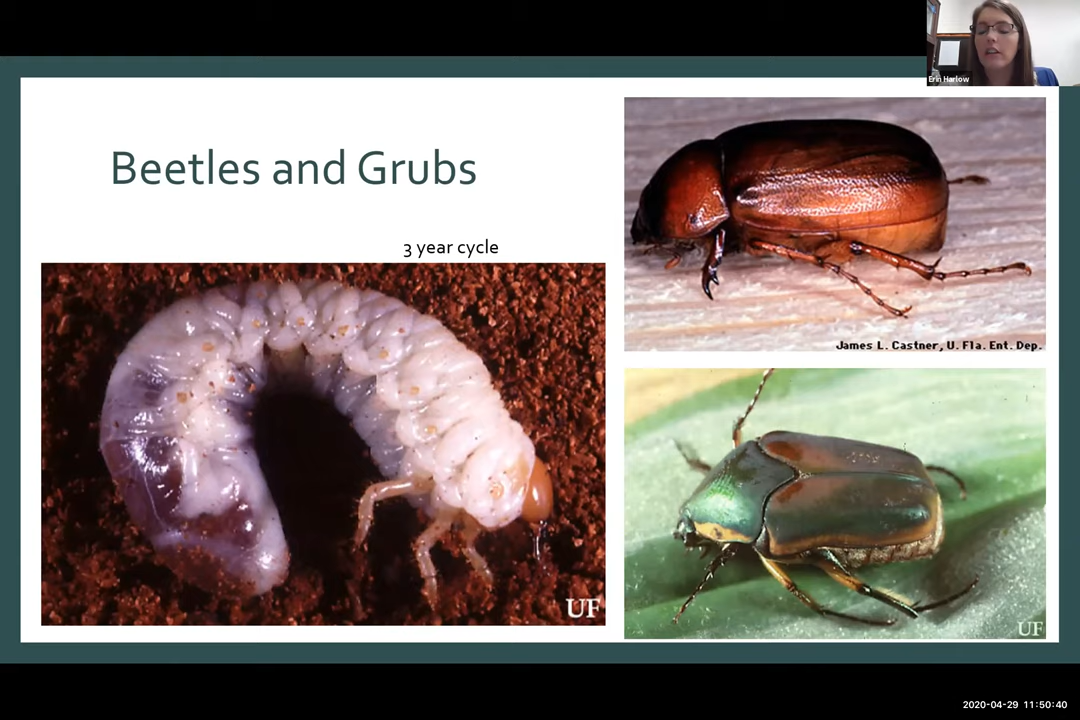 Erin Harlow
Beetles and Grubs
3 year cycle
James L. Castner, U. Fla. Ent. Dep.
UF
UF
2020-04-29 11:50:40